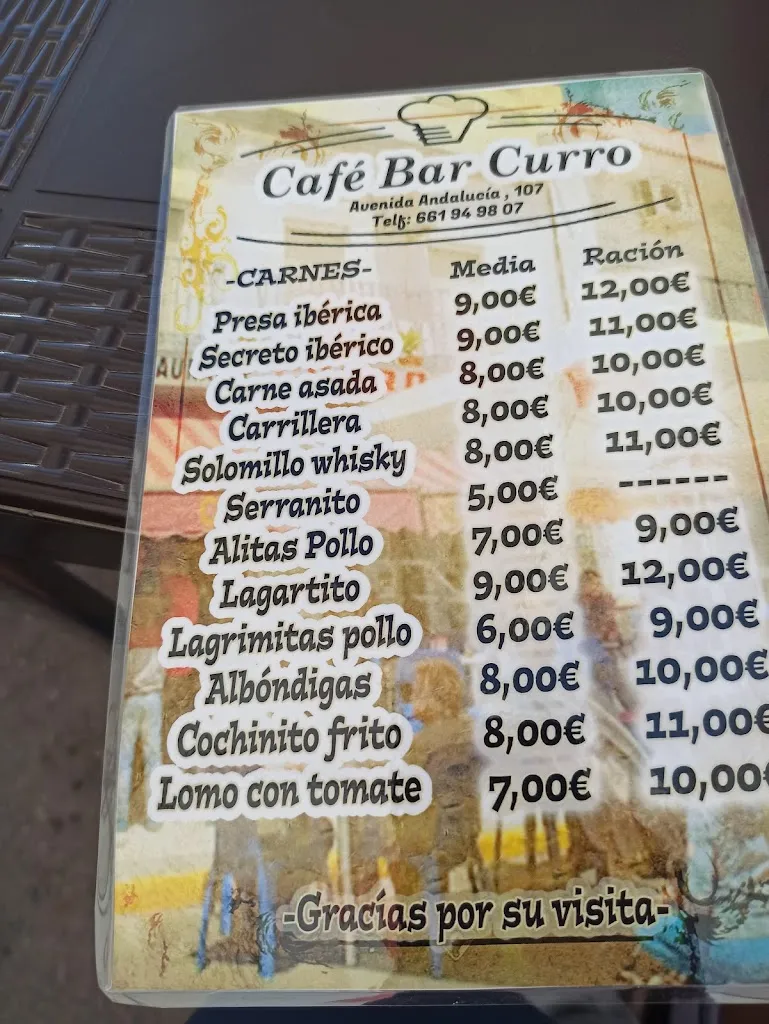 Café Bar Curro
Avenida Andalucía , 107
Telf: 661 94 98 07
-CARNES- Media Ración
Presa ibérica 9,00€ 12,00€
Secreto ibérico 9,00€ 11,00€
Carne asada 8,00€ 10,00€
Carrillera 8,00€ 10,00€
Solomillo whisky 8,00€ 11,00€
Serranito 5,00€ ------
Alitas Pollo 7,00€ 9,00€
Lagartito 9,00€ 12,00€
Lagrimitas pollo 6,00€ 9,00€
Albóndigas 8,00€ 10,00€
Cochinito frito 8,00€ 11,00€
Lomo con tomate 7,00€ 10,00€
-Gracías por su visita-